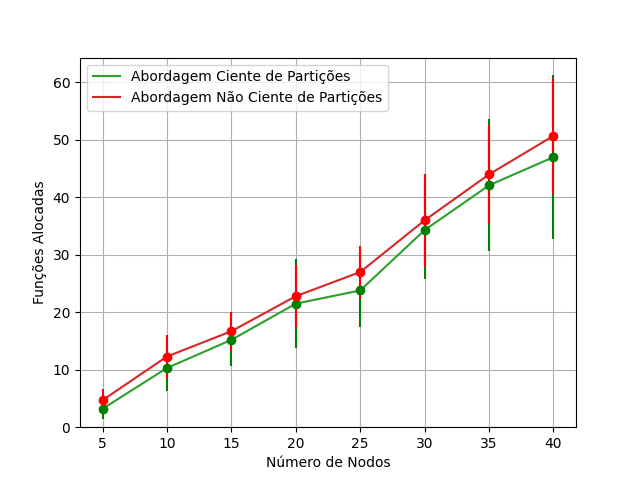 Abordagem Ciente de Partições
Abordagem Não Ciente de Partições
Funções Alocadas
60
50
40
30
20
10
0
5 10 15 20 25 30 35 40
Número de Nodos